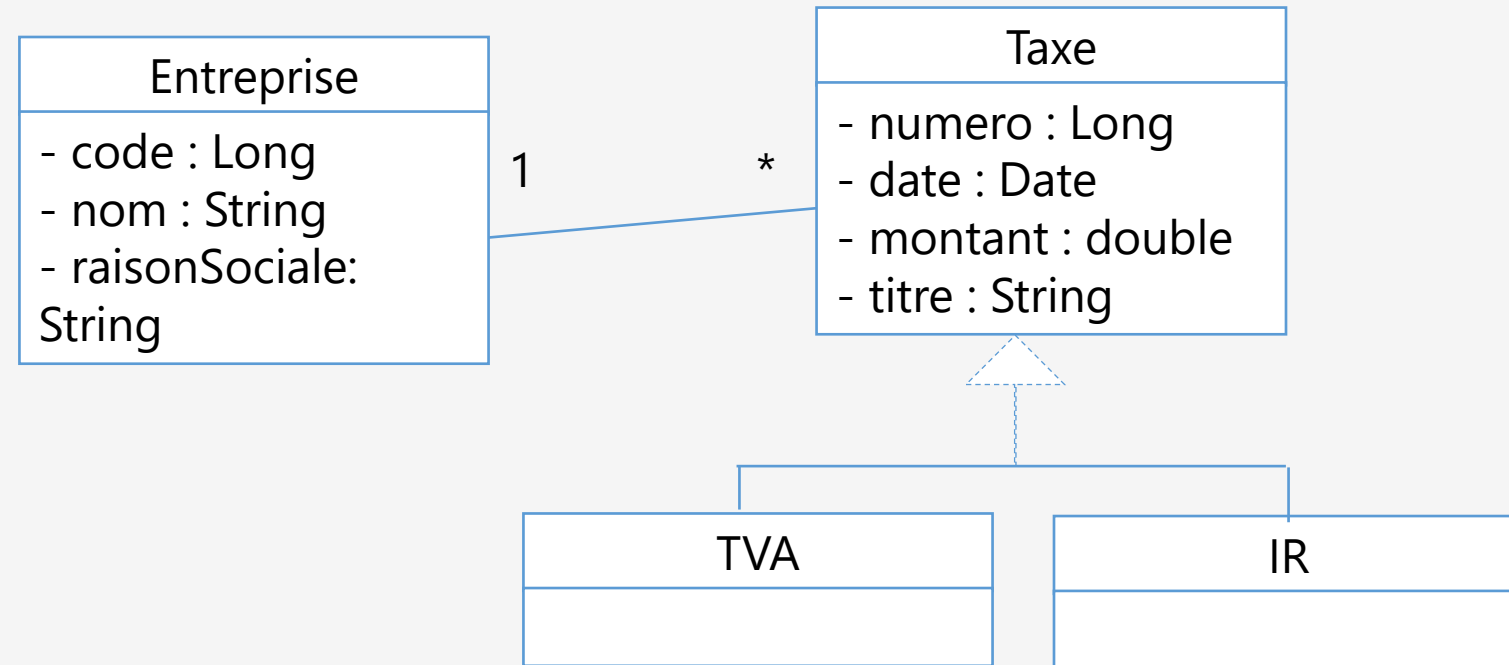 Entreprise
- code : Long
- nom : String
- raisonSociale:
String
1
*
Taxe
- numero : Long
- date : Date
- montant : double
- titre : String
TVA
IR